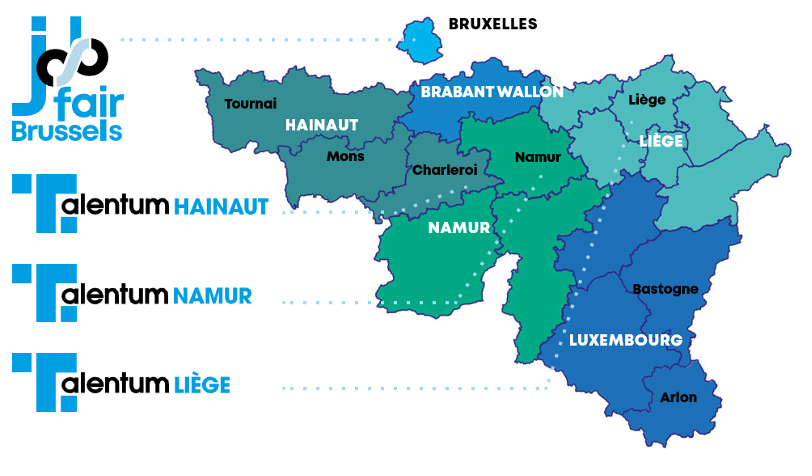 job fair
Brussels
Talentum HAINAUT
Talentum NAMUR
Talentum LIÈGE
BRUXELLES
BRABANT WALLON
Tournai
HAINAUT
Mons
Charleroi
Namur
NAMUR
Liège
LIÈGE
Bastogne
LUXEMBOURG
Arlon